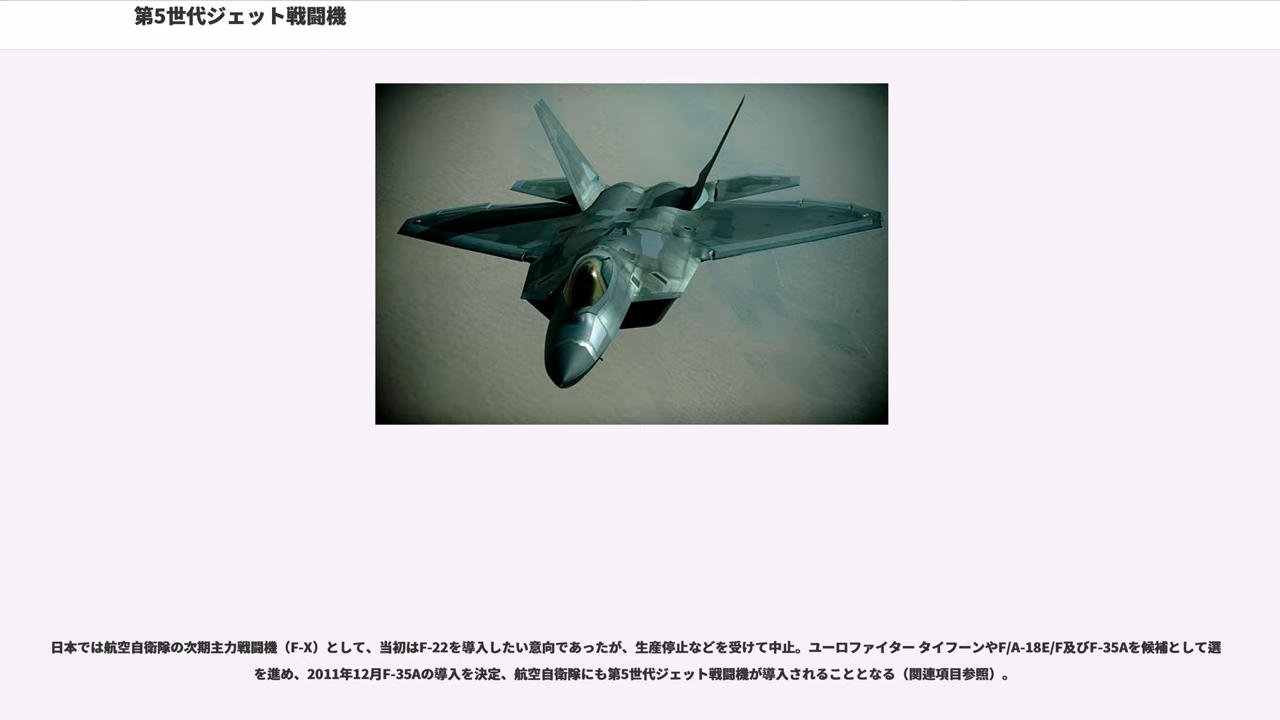 第5世代ジェット戦闘機
日本では航空自衛隊の次期主力戦闘機（F-X）として、当初はF-22を導入したい意向であったが、生産停止などを受けて中止。ユーロファイター タイフーンやF/A-18E/F及びF-35Aを候補として選
を進め、2011年12月F-35Aの導入を決定、航空自衛隊にも第5世代ジェット戦闘機が導入されることとなる（関連項目参照）。